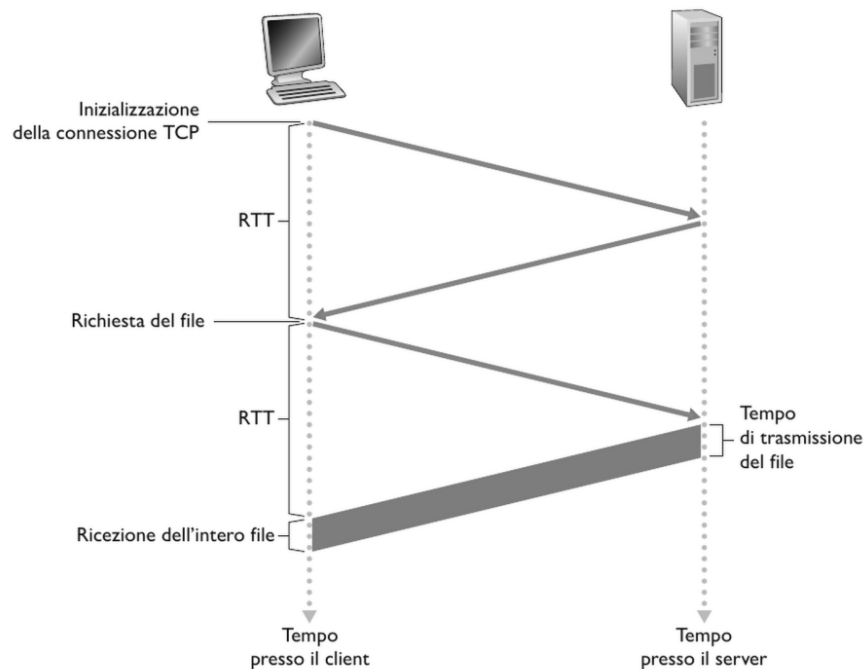 Inizializzazione
della connessione TCP
RTT
Richiesta del file
RTT
Tempo
di trasmissione
del file
Ricezione dell'intero file
Tempo
presso il client
Tempo
presso il server